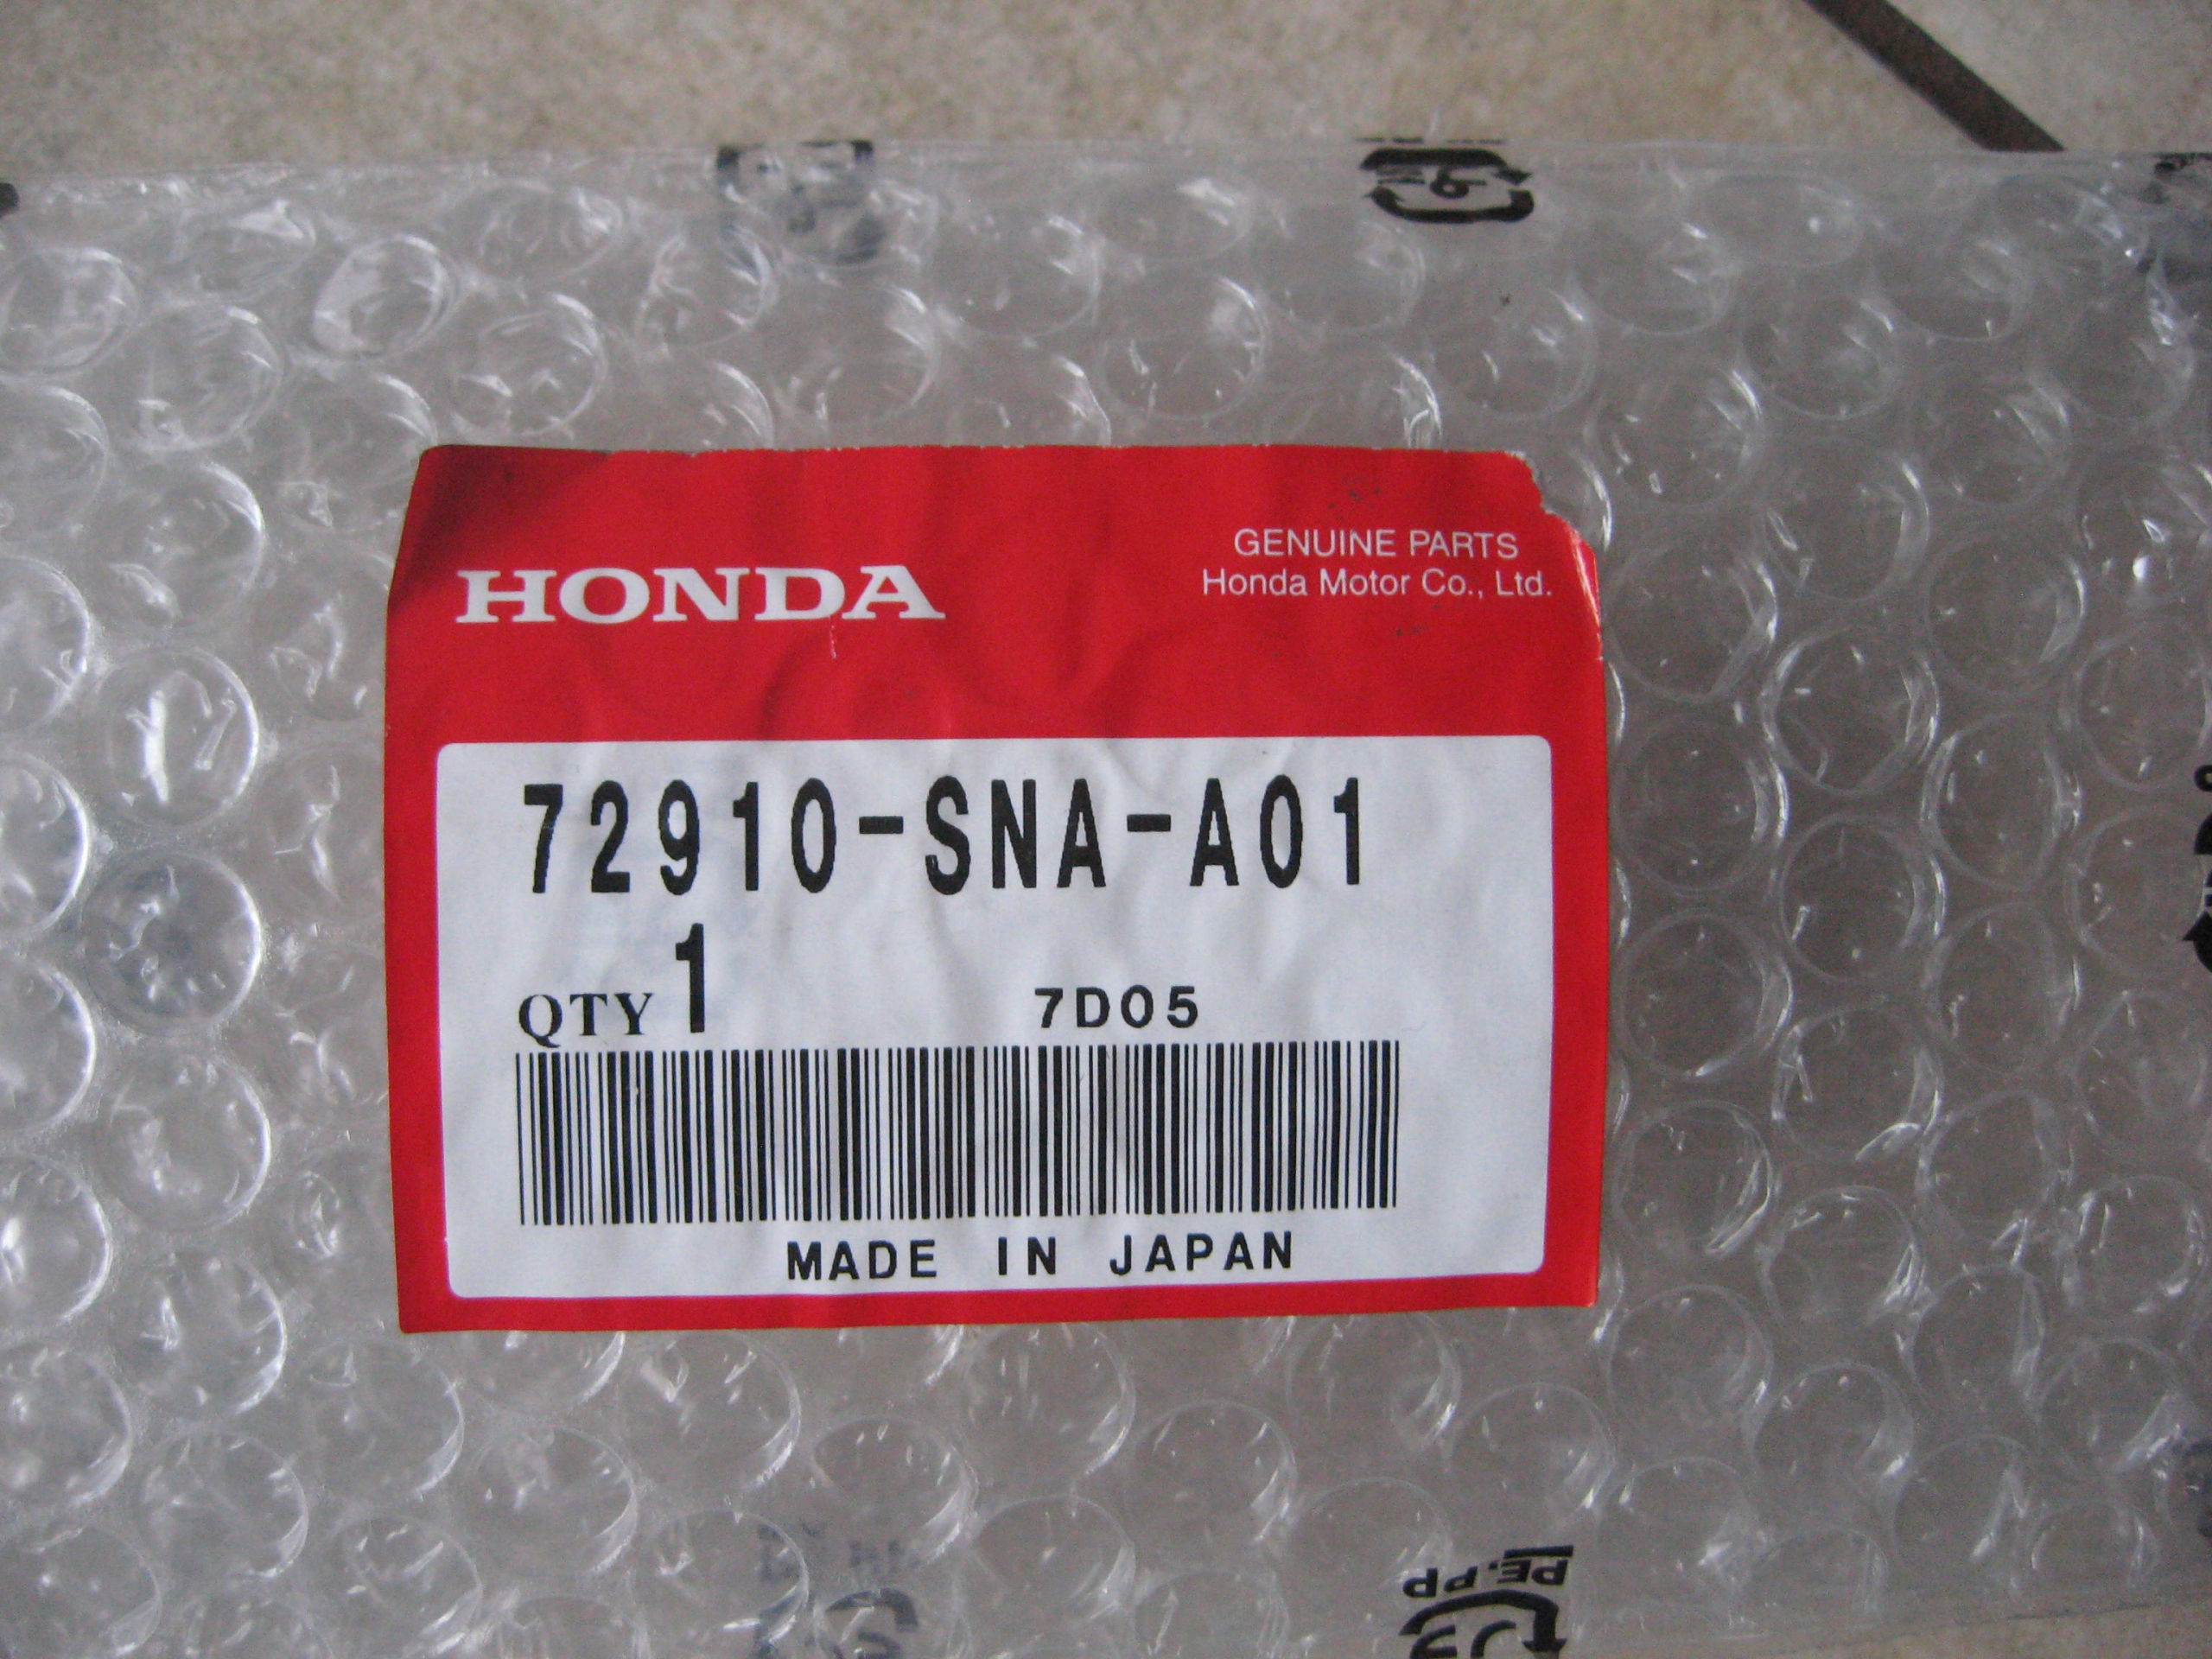 HONDA
GENUINE PARTS
Honda Motor Co., Ltd.
72910-SNA-A01
QTY 1
7D05
MADE IN JAPAN
PE.PP